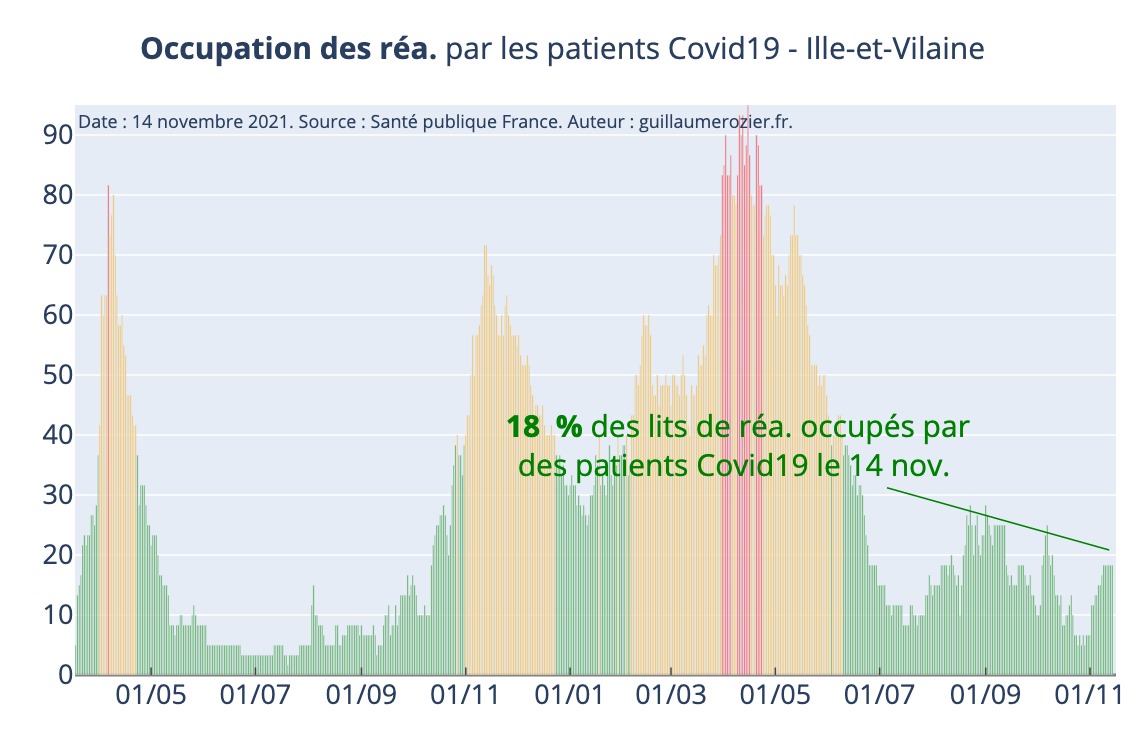 Occupation des réa. par les patients Covid19 - Ille-et-Vilaine
Date : 14 novembre 2021. Source : Santé publique France. Auteur : guillaumerozier.fr.
90
80
70
60
50
40
30
20
10
0
18 % des lits de réa. occupés par
des patients Covid19 le 14 nov.
01/05 01/07 01/09 01/11 01/01 01/03 01/05 01/07 01/09 01/11